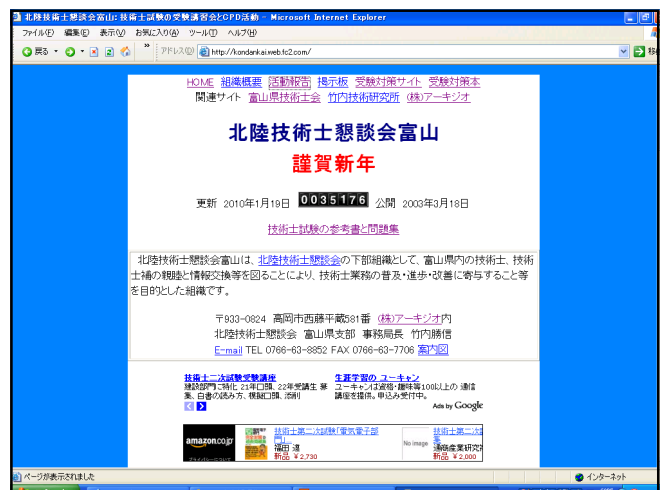 北陸技術士懇談会富山: 技術士試験の受験講習会とCPD活動 - Microsoft Internet Explorer
ファイル(F) 編集(E) 表示(V) お気に入り(A) ツール(T) ヘルプ(H)
戻る アドレス(D) http://kondankai.web.fc2.com/ 移動
HOME 組織概要 活動報告 掲示板 受験対策サイト 受験対策本
関連サイト 富山県技術士会 竹内技術研究所 (株)アーキジオ
北陸技術士懇談会富山
謹賀新年
更新 2010年1月19日 0035176 公開 2003年3月18日
技術士試験の参考書と問題集
北陸技術士懇談会富山は、北陸技術士懇談会の下部組織として、富山県内の技術士、技術
士補の親睦と情報交換等を図ることにより、技術士業務の普及・進歩・改善に寄与すること等
を目的とした組織です。
〒933-0824 高岡市西藤平蔵581番 (株)アーキジオ内
北陸技術士懇談会 富山県支部 事務局長 竹内勝信
E-mail TEL 0766-63-8852 FAX 0766-63-7706 案内図
技術士二次試験受験講座 生涯学習の ユーキャン
建設部門に特化 21年口頭、22年受講生 募 ユーキャンは資格・趣味等100以上の 通信
集、白書の読み方、模擬口頭、添削 講座を提供。申込み受付中。
Ads by Google
amazon.co.jp 技術士第二次試験「電気電子部
門」 福田 遵
新品 ¥2,730
No image 技術士第二次試
通商産業研究
新品 ¥2,000
プライバシーについて
ページが表示されました インターネット